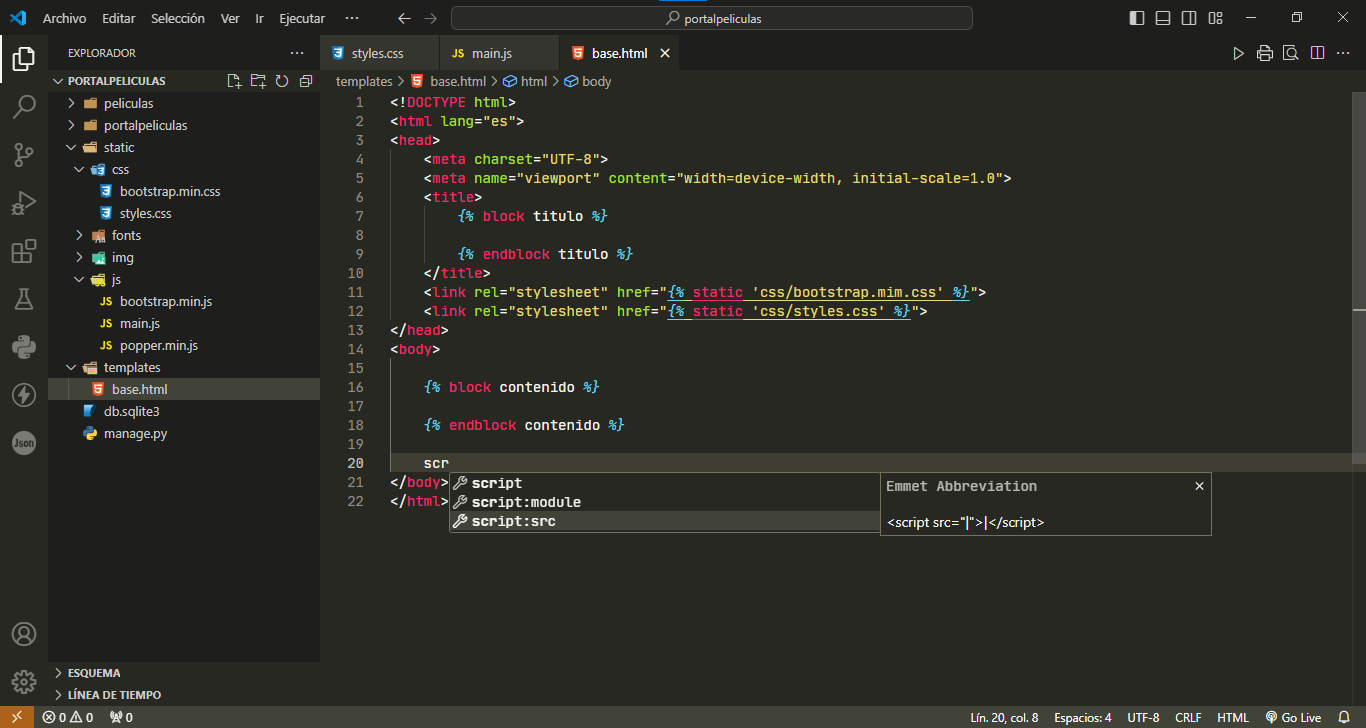 Archivo Editar Selección Ver Ir Ejecutar ··· portalpeliculas
EXPLORADOR ···
PORTALPELICULAS
peliculas
portalpeliculas
static
css
bootstrap.min.css
styles.css
fonts
img
js
JS bootstrap.min.js
JS main.js
JS popper.min.js
templates
base.html
db.sqlite3
manage.py
ESQUEMA
LÍNEA DE TIEMPO
Json
styles.css JS main.js base.html
templates > base.html > html > body
1 <!DOCTYPE html>
2 <html lang="es">
3 <head>
4 <meta charset="UTF-8">
5 <meta name="viewport" content="width=device-width, initial-scale=1.0">
6 <title>
7 {% block titulo %}
8
9 {% endblock titulo %}
10 </title>
11 <link rel="stylesheet" href="{% static 'css/bootstrap.mim.css' %}">
12 <link rel="stylesheet" href="{% static 'css/styles.css' %}">
13 </head>
14 <body>
15
16 {% block contenido %}
17
18 {% endblock contenido %}
19
20 scr
21 </body>
22 </html>
script
script:module
script:src
Emmet Abbreviation
<script src="|">|</script>
0 0 0 Lín. 20, col. 8 Espacios: 4 UTF-8 CRLF HTML Go Live